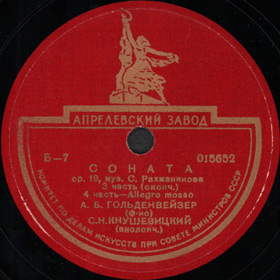 АПРЕЛЕВСКИЙ ЗАВОД
Б-7 015652
СОНАТА
ор. 19, муз. С. Рахманинова
3 часть (оконч.)
4 часть—Allegro mosso
А. Б. ГОЛЬДЕНВЕЙЗЕР
(ф-но)
С. Н. КНУШЕВИЦКИЙ
(виолонч.)
КОМИТЕТ ПО ДЕЛАМ ИСКУССТВ ПРИ СОВЕТЕ МИНИСТРОВ СССР